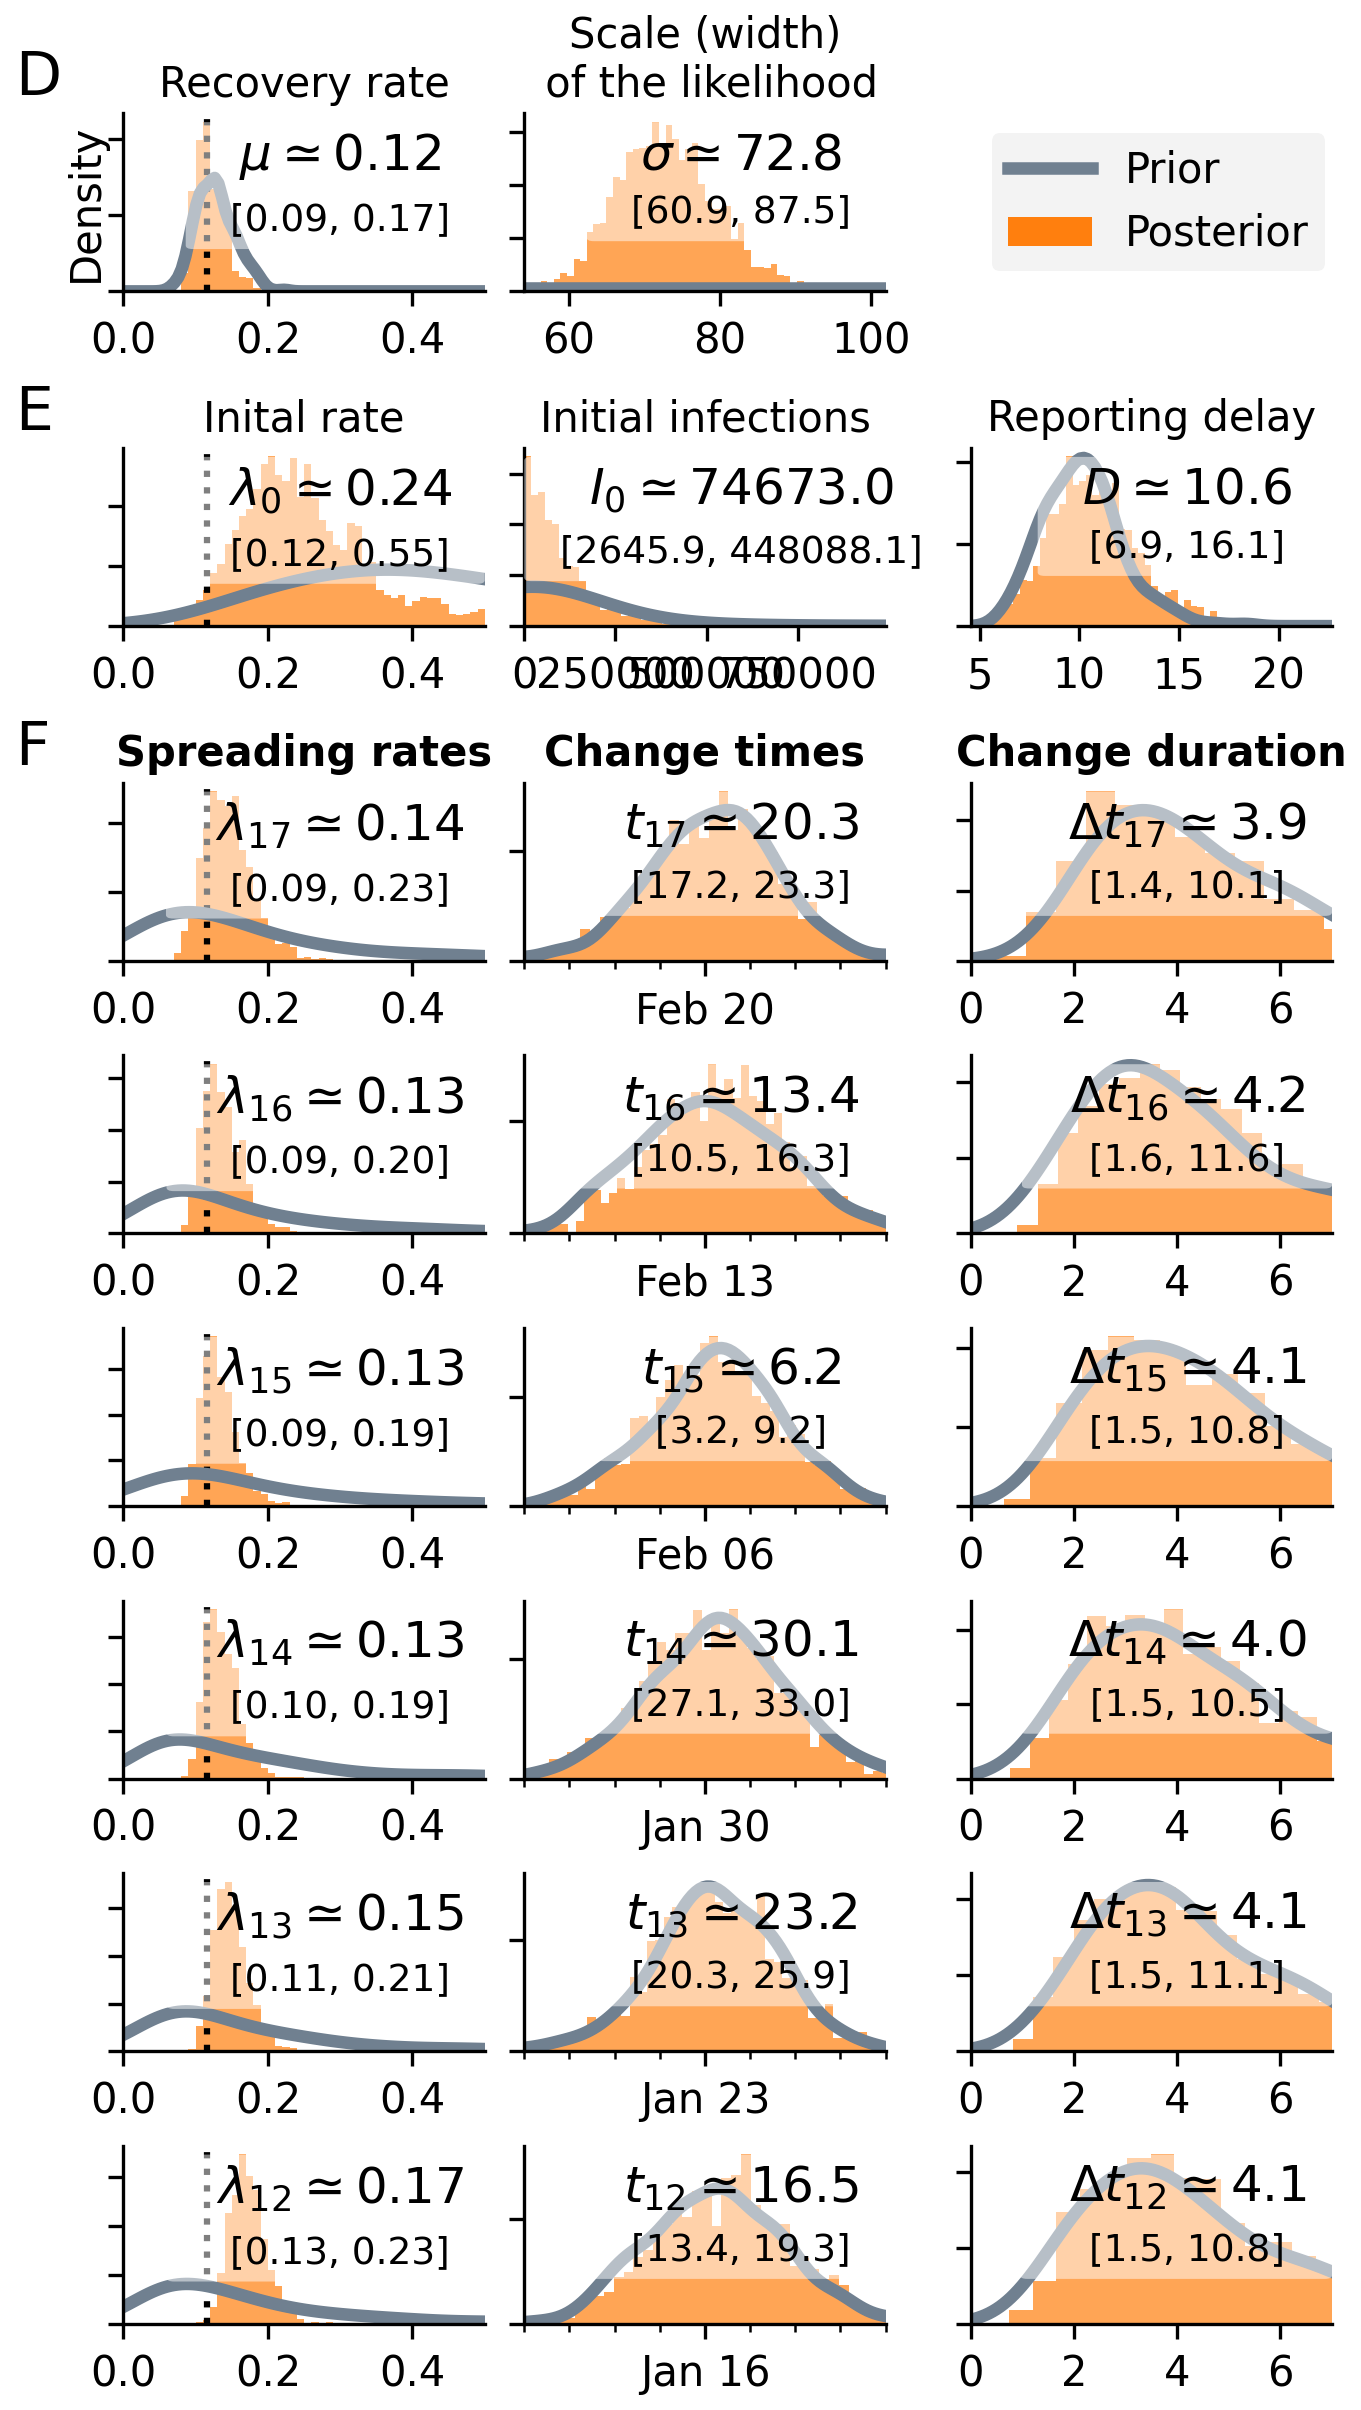 D
Recovery rate
Scale (width)
of the likelihood
Density
μ ≃ 0.12
[0.09, 0.17]
σ ≃ 72.8
[60.9, 87.5]
Prior
Posterior
0.0 0.2 0.4
60 80 100
E
Inital rate
Initial infections
Reporting delay
λ0 ≃ 0.24
[0.12, 0.55]
I0 ≃ 74673.0
[2645.9, 448088.1]
D ≃ 10.6
[6.9, 16.1]
0.0 0.2 0.4
0 250000 500000 750000
5 10 15 20
F
Spreading rates
Change times
Change duration
λ17 ≃ 0.14
[0.09, 0.23]
t17 ≃ 20.3
[17.2, 23.3]
Δt17 ≃ 3.9
[1.4, 10.1]
0.0 0.2 0.4
Feb 20
0 2 4 6
λ16 ≃ 0.13
[0.09, 0.20]
t16 ≃ 13.4
[10.5, 16.3]
Δt16 ≃ 4.2
[1.6, 11.6]
0.0 0.2 0.4
Feb 13
0 2 4 6
λ15 ≃ 0.13
[0.09, 0.19]
t15 ≃ 6.2
[3.2, 9.2]
Δt15 ≃ 4.1
[1.5, 10.8]
0.0 0.2 0.4
Feb 06
0 2 4 6
λ14 ≃ 0.13
[0.10, 0.19]
t14 ≃ 30.1
[27.1, 33.0]
Δt14 ≃ 4.0
[1.5, 10.5]
0.0 0.2 0.4
Jan 30
0 2 4 6
λ13 ≃ 0.15
[0.11, 0.21]
t13 ≃ 23.2
[20.3, 25.9]
Δt13 ≃ 4.1
[1.5, 11.1]
0.0 0.2 0.4
Jan 23
0 2 4 6
λ12 ≃ 0.17
[0.13, 0.23]
t12 ≃ 16.5
[13.4, 19.3]
Δt12 ≃ 4.1
[1.5, 10.8]
0.0 0.2 0.4
Jan 16
0 2 4 6